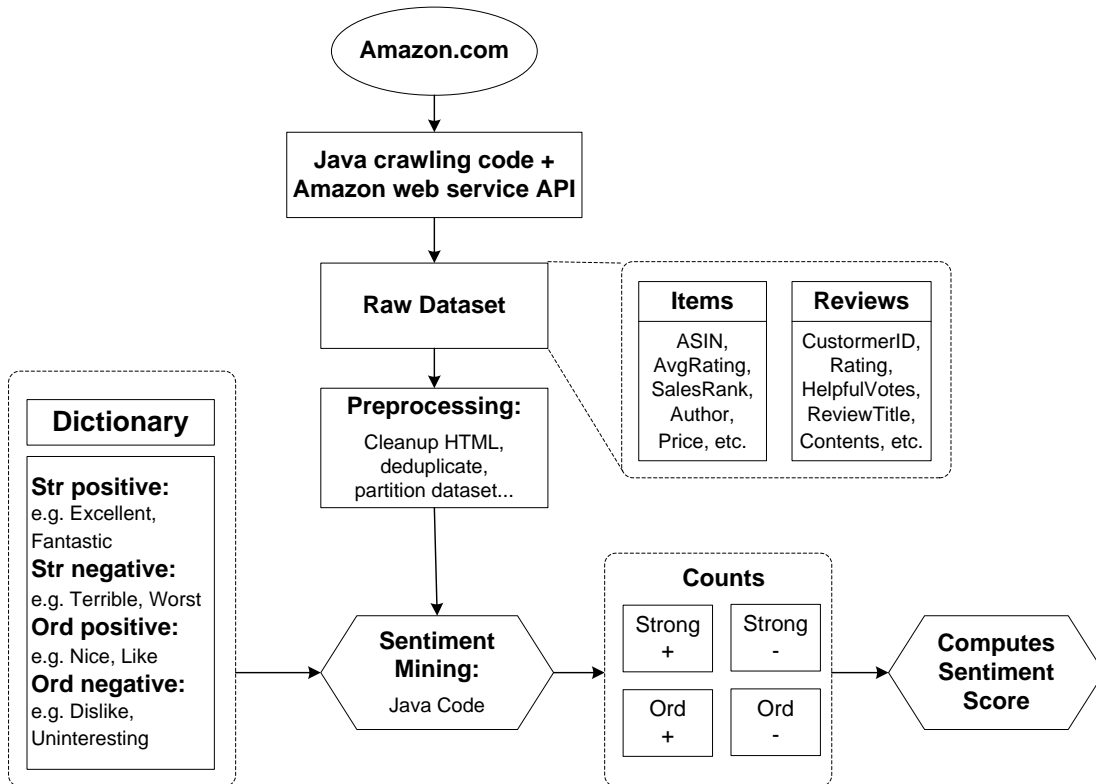 Amazon.com
Java crawling code +
Amazon web service API
Raw Dataset
Items
ASIN,
AvgRating,
SalesRank,
Author,
Price, etc.
Reviews
CustormerID,
Rating,
HelpfulVotes,
ReviewTitle,
Contents, etc.
Preprocessing:
Cleanup HTML,
deduplicate,
partition dataset...
Dictionary
Str positive:
e.g. Excellent,
Fantastic
Str negative:
e.g. Terrible, Worst
Ord positive:
e.g. Nice, Like
Ord negative:
e.g. Dislike,
Uninteresting
Sentiment
Mining:
Java Code
Counts
Strong
+
Strong
-
Ord
+
Ord
-
Computes
Sentiment
Score